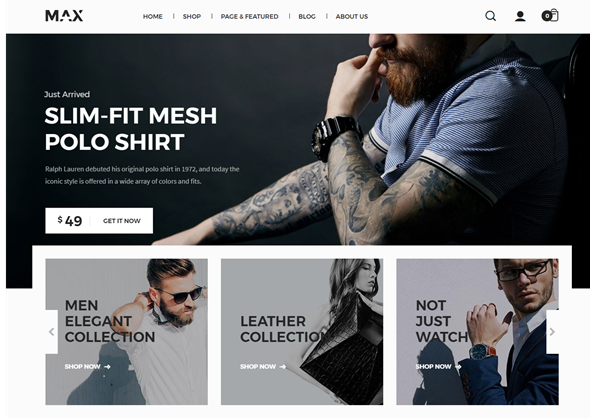 MAX
HOME | SHOP | PAGE & FEATURED | BLOG | ABOUT US
0
Just Arrived
SLIM-FIT MESH
POLO SHIRT
Ralph Lauren debuted his original polo shirt in 1972, and today the
iconic style is offered in a wide array of colors and fits.
$ 49 GET IT NOW
MEN
ELEGANT
COLLECTION
SHOP NOW →
LEATHER
COLLECTION
SHOP NOW →
NOT
JUST
WATCH
SHOP NOW →